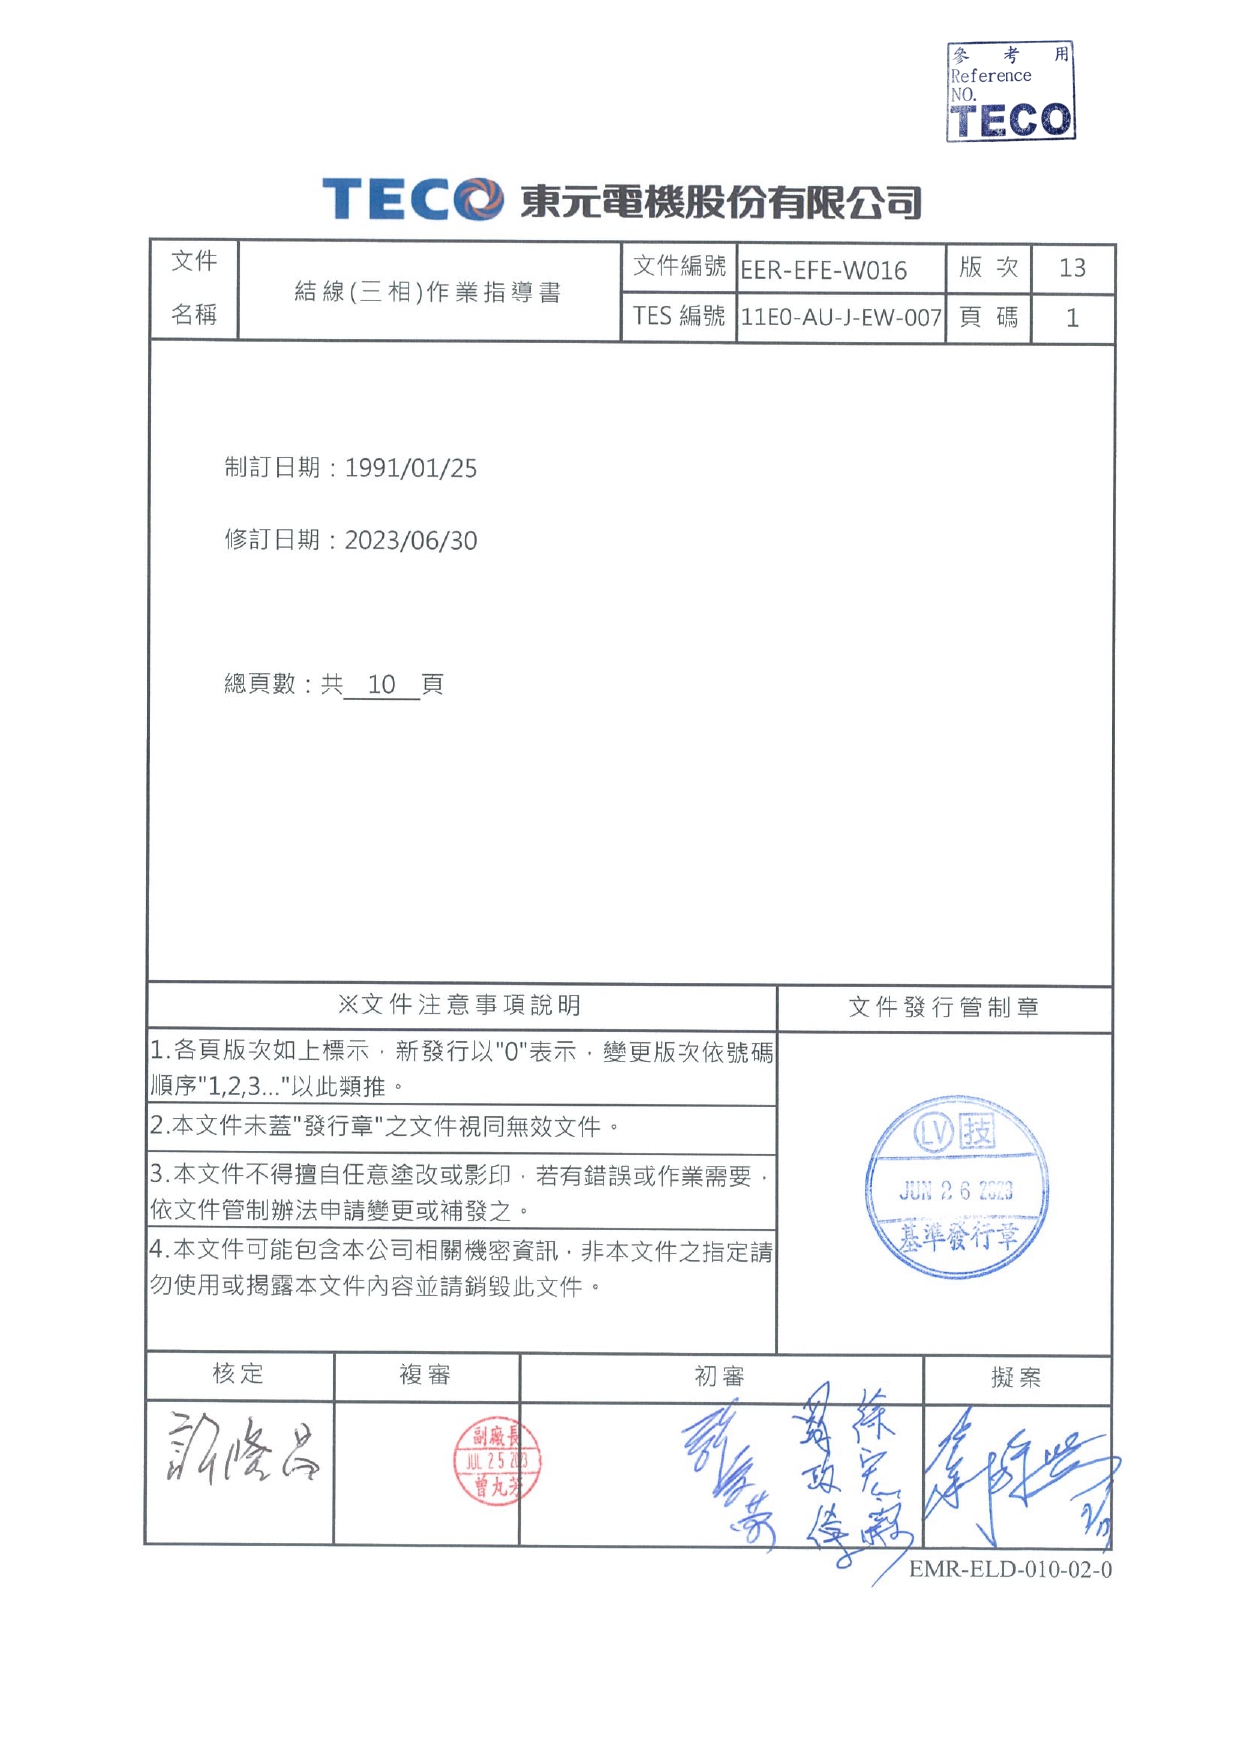 參考用
Reference
NO.
TECO
TECO 東元電機股份有限公司
文件名稱
結線(三相)作業指導書
文件編號 EER-EFE-W016 版次 13
TES 編號 11E0-AU-J-EW-007 頁碼 1
制訂日期：1991/01/25
修訂日期：2023/06/30
總頁數：共 10 頁
※文件注意事項說明
文件發行管制章
1.各頁版次如上標示，新發行以"0"表示，變更版次依號碼
順序"1,2,3..."以此類推。
2.本文件未蓋"發行章"之文件視同無效文件。
3.本文件不得擅自任意塗改或影印，若有錯誤或作業需要，
依文件管制辦法申請變更或補發之。
4.本文件可能包含本公司相關機密資訊，非本文件之指定請
勿使用或揭露本文件內容並請銷毀此文件。
LV 技
JUN 26 2023
基準發行章
核定 複審 初審 擬案
副廠長
JUL 25 2023
EMR-ELD-010-02-0